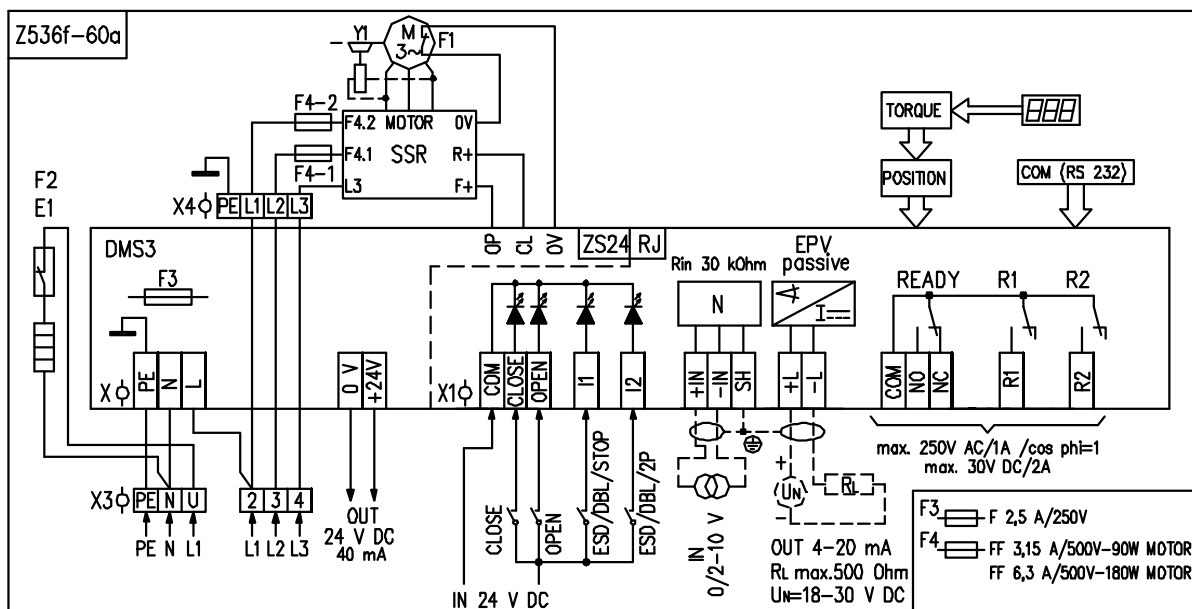 Z536f-60a
Y1
M
3~
F1
F4-2
F4.2
MOTOR
0V
SSR
F4.1
R+
F4-1
L3
F+
TORQUE
POSITION
COM (RS 232)
F2
E1
X4
PE L1 L2 L3
DMS3
OP
CL
0V
ZS24 RJ
Rin 30 kOhm
EPV
passive
F3
N
I
READY
R1
R2
X
PE
N
L
0 V
+24V
X1
COM
CLOSE
OPEN
I1
I2
+IN
-IN
SH
+L
-L
COM
NO
NC
R1
R2
max. 250V AC/1A /cos phi=1
max. 30V DC/2A
X3
PE N U
2 3 4
PE N L1
L1 L2 L3
OUT
24 V DC
40 mA
CLOSE
OPEN
ESD/DBL/STOP
ESD/DBL/2P
IN 24 V DC
IN
0/2-10 V
+
UN
-
RL
OUT 4-20 mA
RL max.500 Ohm
UN=18-30 V DC
F3 F 2,5 A/250V
F4 FF 3,15 A/500V-90W MOTOR
FF 6,3 A/500V-180W MOTOR